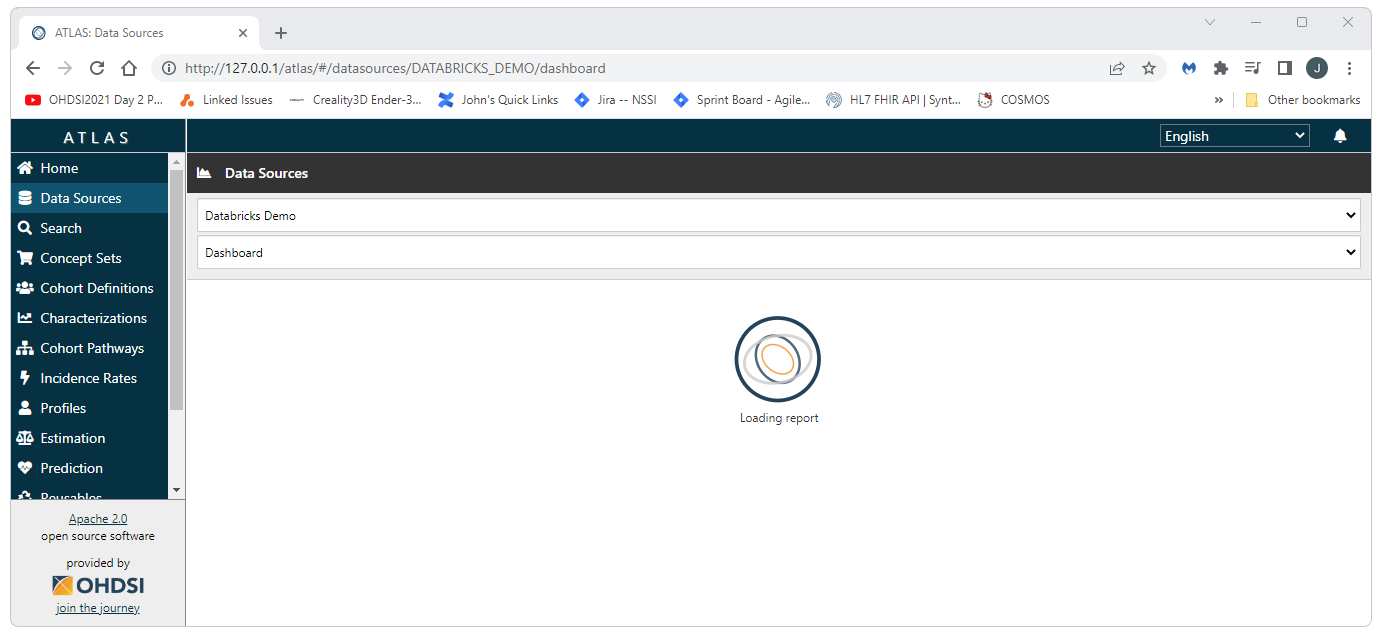 ATLAS: Data Sources
http://127.0.0.1/atlas/#/datasources/DATABRICKS_DEMO/dashboard
J
OHDSI2021 Day 2 P...
Linked Issues
Creality3D Ender-3...
John's Quick Links
Jira -- NSSI
Sprint Board - Agile...
HL7 FHIR API | Synt...
COSMOS
»
Other bookmarks
ATLAS
English
Home
Data Sources
Search
Concept Sets
Cohort Definitions
Characterizations
Cohort Pathways
Incidence Rates
Profiles
Estimation
Prediction
Reusables
Apache 2.0
open source software
provided by
OHDSI
join the journey
Data Sources
Databricks Demo
Dashboard
Loading report